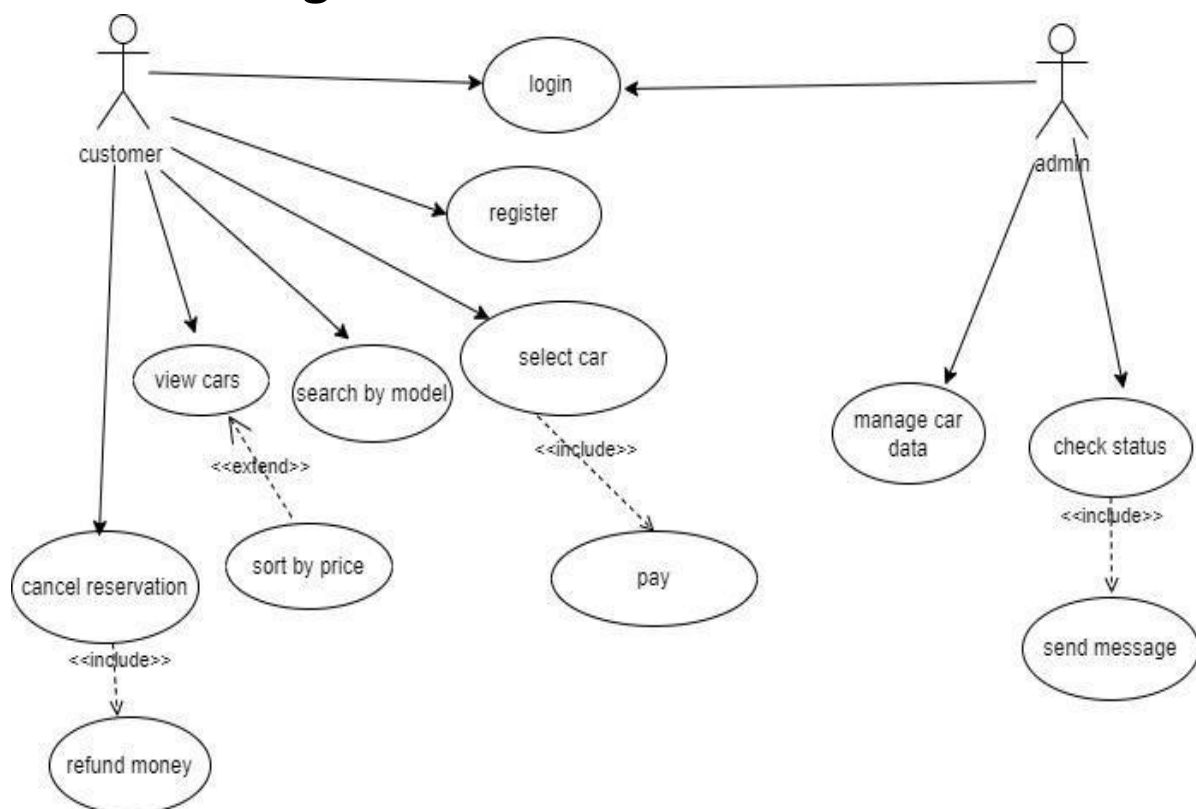 login
customer
admin
register
view cars
search by model
select car
manage car
data
check status
<<extend>>
<<include>>
<<include>>
cancel reservation
sort by price
pay
send message
<<include>>
refund money